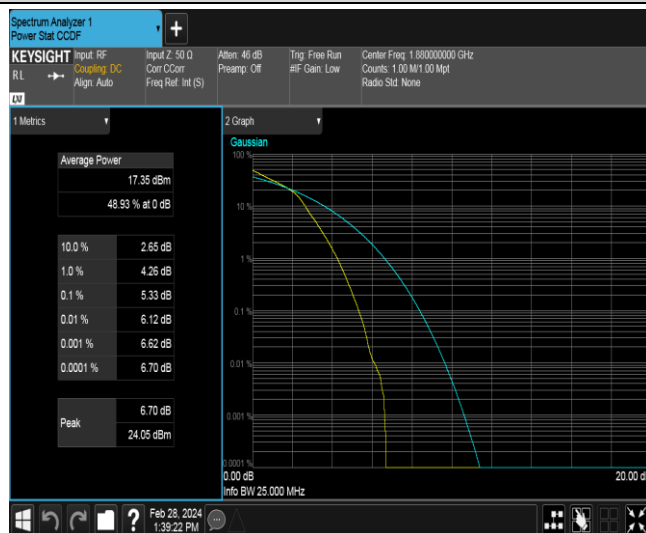 Spectrum Analyzer 1
Power Stat CCDF
KEYSIGHT
RL
LXI
Input: RF
Coupling: DC
Align: Auto
Input Z: 50 Ω
Corr CCorr
Freq Ref: Int (S)
Atten: 46 dB
Preamp: Off
Trig: Free Run
#IF Gain: Low
Center Freq: 1.880000000 GHz
Counts: 1.00 M/1.00 Mpt
Radio Std: None
1 Metrics
Average Power
17.35 dBm
48.93 % at 0 dB
10.0 % 2.65 dB
1.0 % 4.26 dB
0.1 % 5.33 dB
0.01 % 6.12 dB
0.001 % 6.62 dB
0.0001 % 6.70 dB
Peak
6.70 dB
24.05 dBm
2 Graph
Gaussian
100 %
10 %
1 %
0.1 %
0.01 %
0.001 %
0.0001 %
0.00 dB
20.00 d
Info BW 25.000 MHz
?
Feb 28, 2024
1:39:22 PM